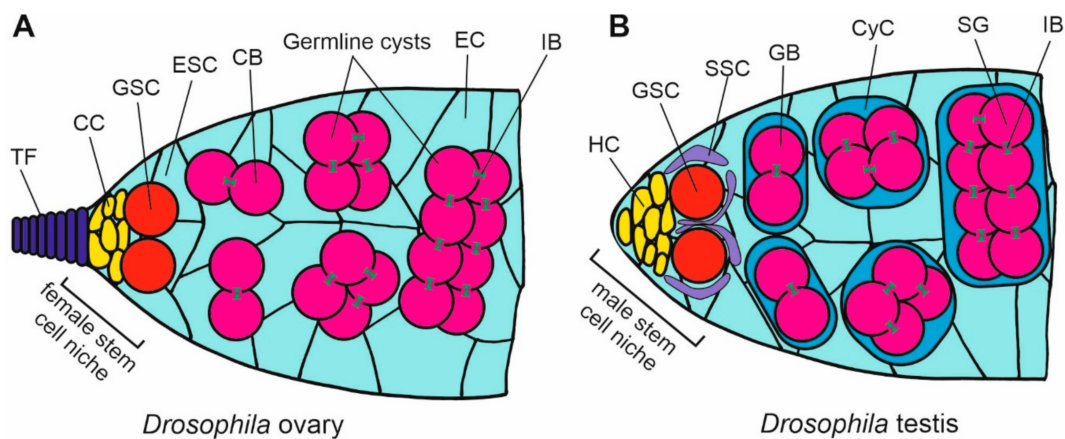 A
Germline cysts
EC
IB
CB
ESC
GSC
CC
TF
female stem
cell niche
Drosophila ovary
B
CyC
SG
IB
GB
SSC
GSC
HC
male stem
cell niche
Drosophila testis